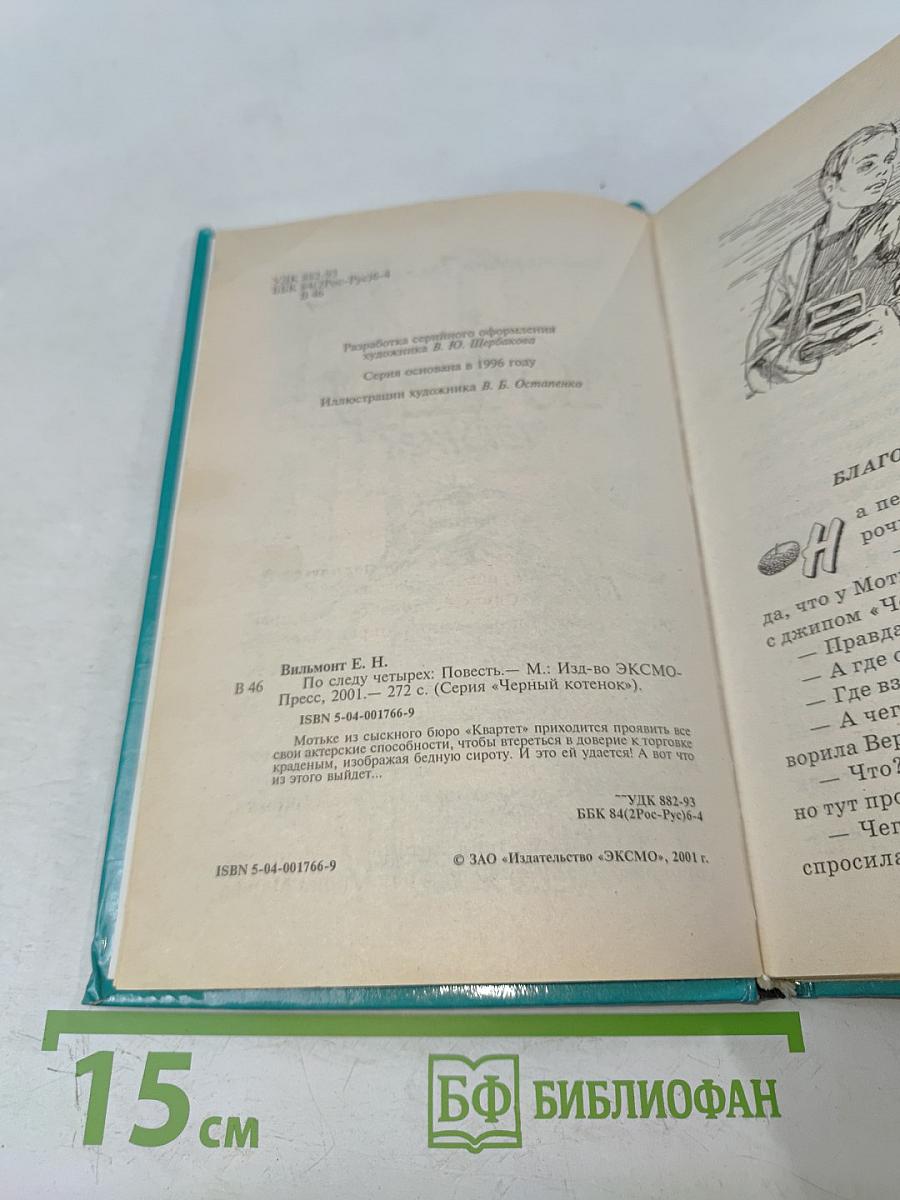 УДК 882-93
ББК 84(2Рос-Рус)6-4
В 46
Разработка серийного оформления
художника В. Ю. Щербакова
Серия основана в 1996 году
Иллюстрации художника В. Б. Остапенко
Вильмонт Е. Н.
В 46 По следу четырех: Повесть.— М.: Изд-во ЭКСМО-
Пресс, 2001.— 272 с. (Серия «Черный котенок»).
ISBN 5-04-001766-9
Мотьке из сыскного бюро «Квартет» приходится проявить все
свои актерские способности, чтобы втереться в доверие к торговке
краденым, изображая бедную сироту. И это ей удается! А вот что
из этого выйдет...
УДК 882-93
ББК 84(2Рос-Рус)6-4
ISBN 5-04-001766-9 © ЗАО «Издательство «ЭКСМО», 2001 г.
БЛАГО
На пе
роч
да, что у Мот
с джипом «Ч
— Правда
— А где
— Где вз
— А чег
ворила Вер
— Что?
но тут про
— Чег
спросила
15 см
БФ БИБЛИОФАН